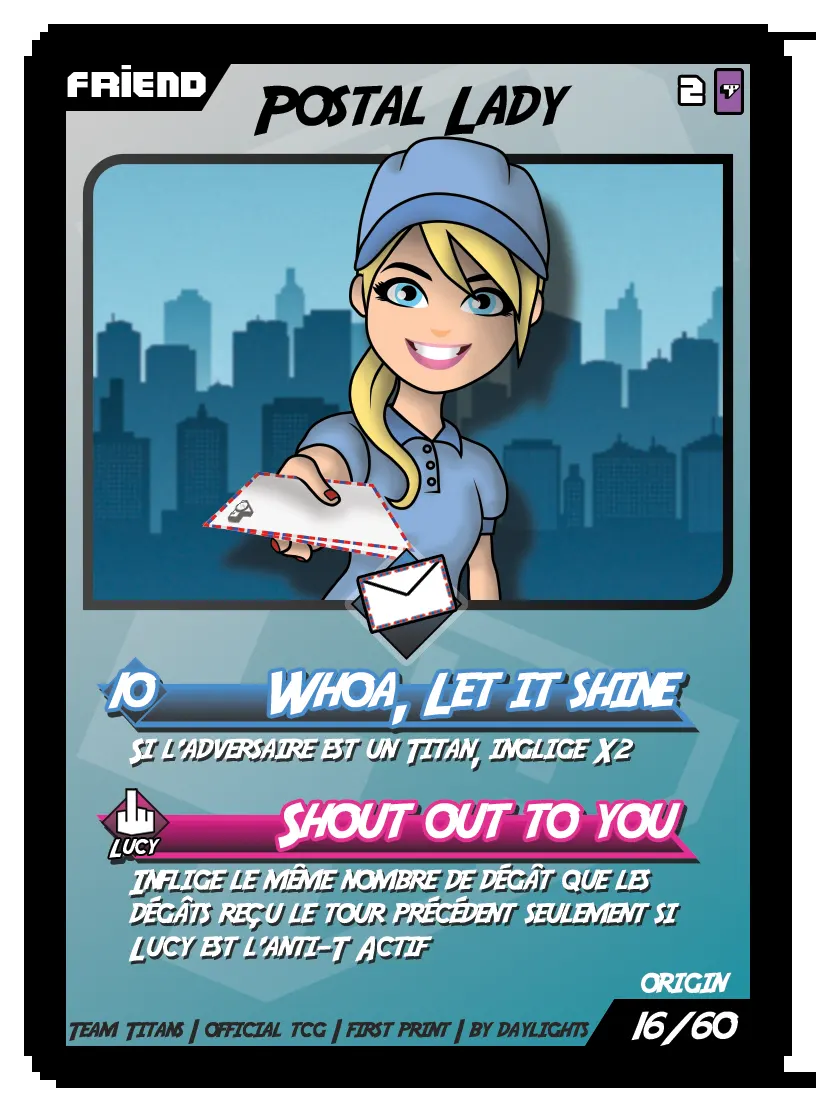 FRiEND
Postal Lady
2
10
Whoa, Let it shine
Si l'adversaire est un Titan, inglige X2
Lucy
Shout out to you
Inflige le même nombre de dégât que les
dégâts reçu le tour précédent seulement si
Lucy est l'anti-T Actif
Origin
16/60
Team Titans | official tcg | first print | by daylights